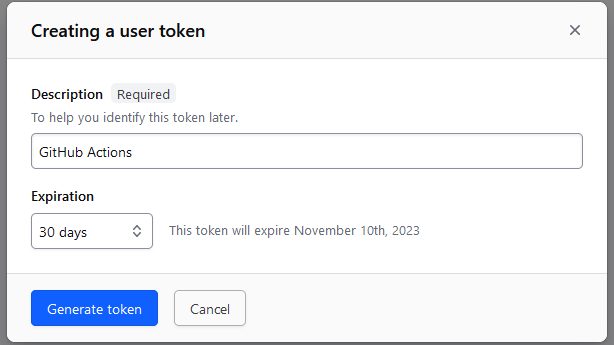 Creating a user token
Description Required
To help you identify this token later.
GitHub Actions
Expiration
30 days This token will expire November 10th, 2023
Generate token Cancel